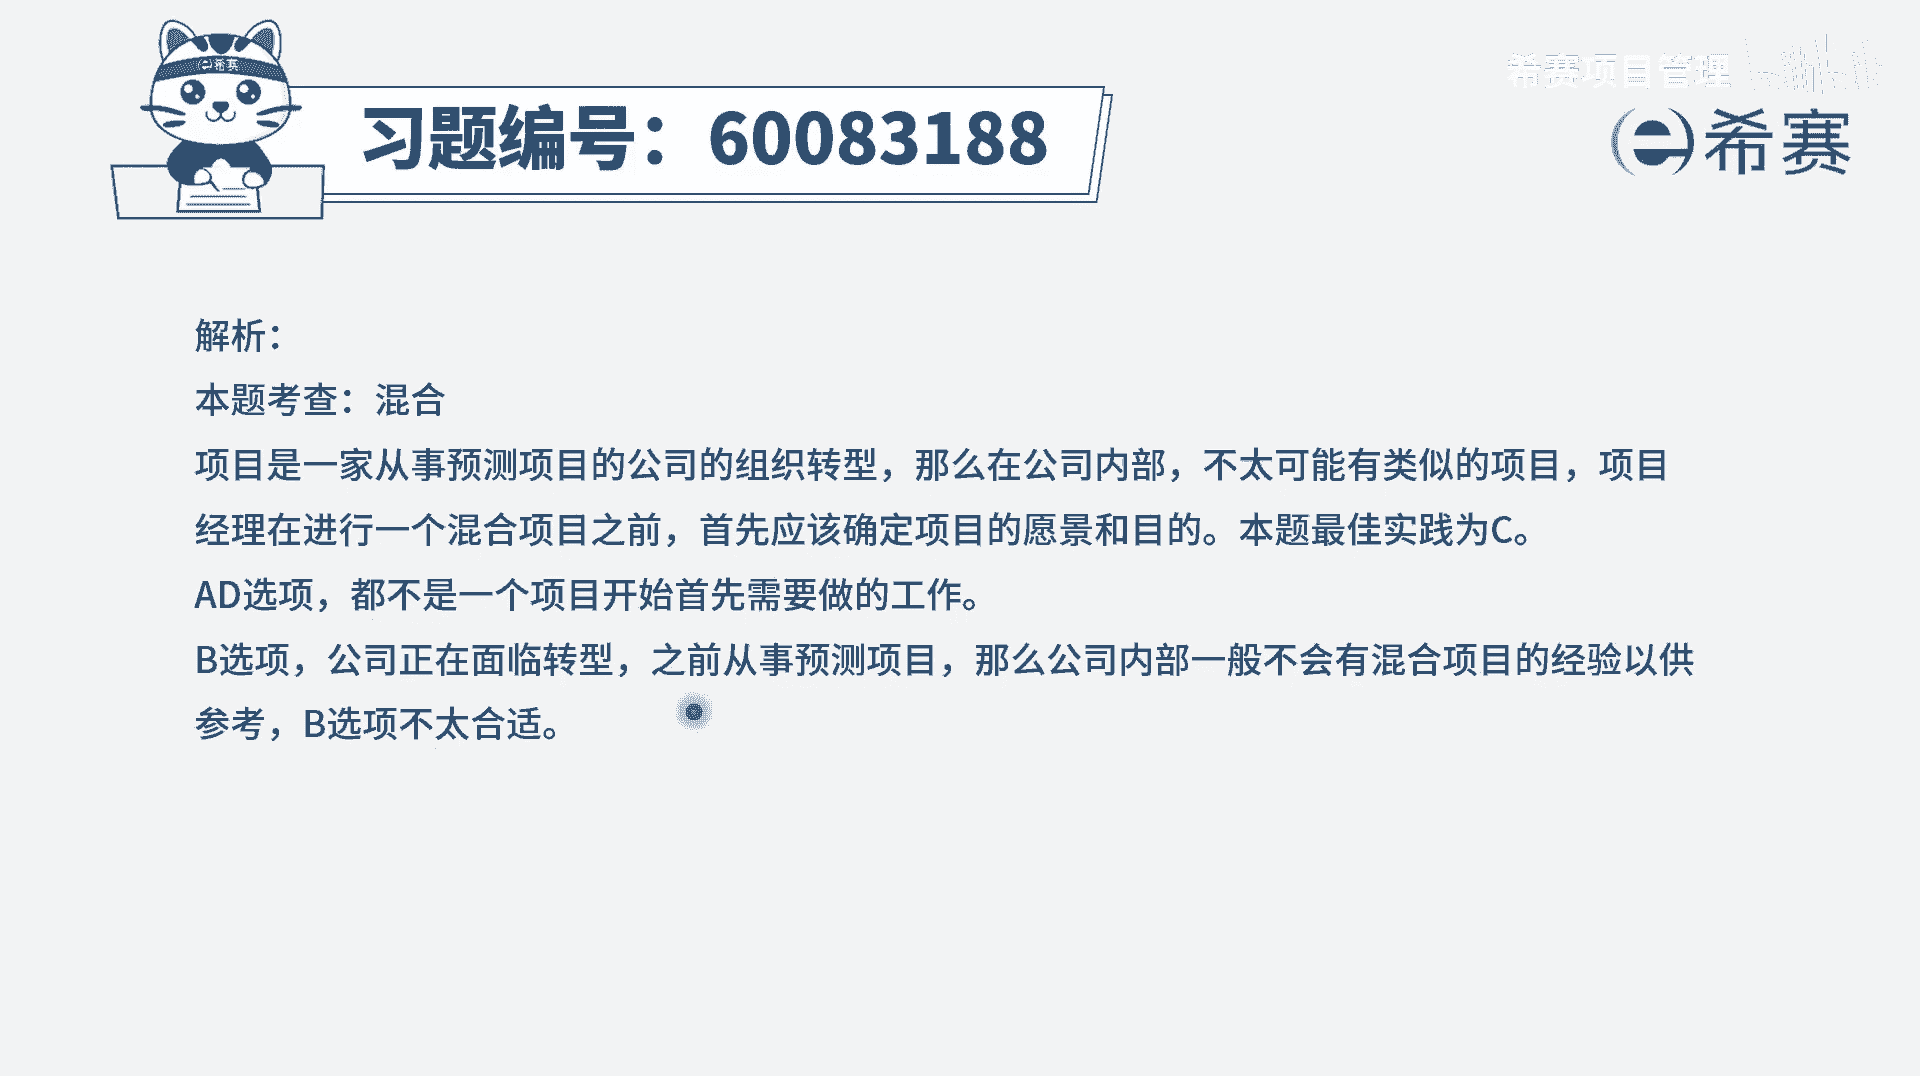 e希赛
希赛项目管理
习题编号：60083188
e希赛
解析：
本题考查：混合
项目是一家从事预测项目的公司的组织转型，那么在公司内部，不太可能有类似的项目，项目
经理在进行一个混合项目之前，首先应该确定项目的愿景和目的。本题最佳实践为C。
AD选项，都不是一个项目开始首先需要做的工作。
B选项，公司正在面临转型，之前从事预测项目，那么公司内部一般不会有混合项目的经验以供
参考，B选项不太合适。